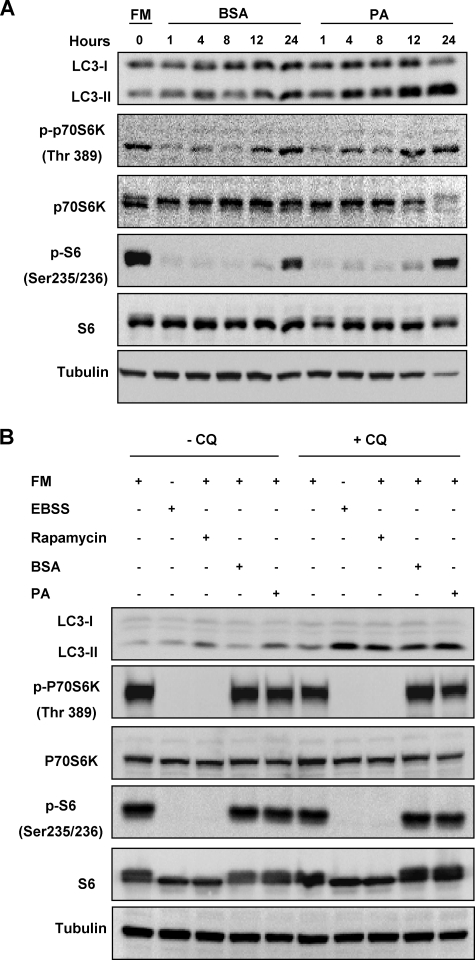 A
FM BSA PA
Hours 0 1 4 8 12 24 1 4 8 12 24
LC3-I
LC3-II
p-p70S6K
(Thr 389)
p70S6K
p-S6
(Ser235/236)
S6
Tubulin
B
- CQ + CQ
FM + - + + + + - + + +
EBSS - + - - - - + - - -
Rapamycin - - + - - - - + - -
BSA - - - + - - - - + -
PA - - - - + - - - - +
LC3-I
LC3-II
p-P70S6K
(Thr 389)
P70S6K
p-S6
(Ser235/236)
S6
Tubulin